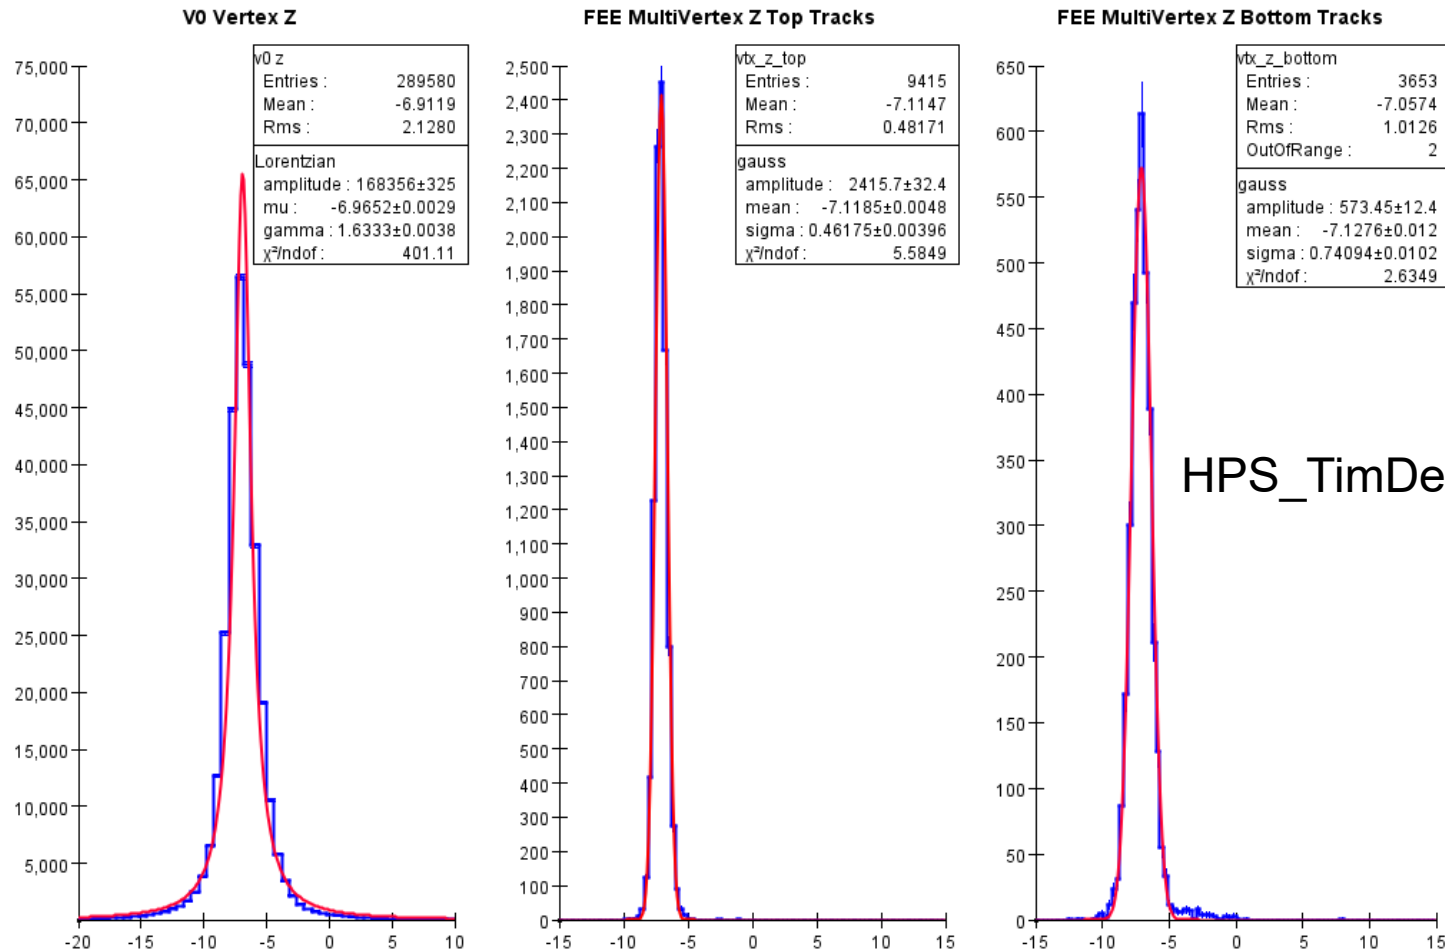 V0 Vertex Z
v0 z
Entries : 289580
Mean : -6.9119
Rms : 2.1280
Lorentzian
amplitude : 168356±325
mu : -6.9652±0.0029
gamma : 1.6333±0.0038
χ²/ndof : 401.11
75,000
70,000
65,000
60,000
55,000
50,000
45,000
40,000
35,000
30,000
25,000
20,000
15,000
10,000
5,000
-20 -15 -10 -5 0 5 10
FEE MultiVertex Z Top Tracks
vtx_z_top
Entries : 9415
Mean : -7.1147
Rms : 0.48171
gauss
amplitude : 2415.7±32.4
mean : -7.1185±0.0048
sigma : 0.46175±0.00396
χ²/ndof : 5.5849
2,500
2,400
2,300
2,200
2,100
2,000
1,900
1,800
1,700
1,600
1,500
1,400
1,300
1,200
1,100
1,000
900
800
700
600
500
400
300
200
100
0
-15 -10 -5 0 5 10 15
FEE MultiVertex Z Bottom Tracks
vtx_z_bottom
Entries : 3653
Mean : -7.0574
Rms : 1.0126
OutOfRange : 2
gauss
amplitude : 573.45±12.4
mean : -7.1276±0.012
sigma : 0.74094±0.0102
χ²/ndof : 2.6349
650
600
550
500
450
400
350
300
250
200
150
100
50
0
-15 -10 -5 0 5 10 15
HPS_TimDe